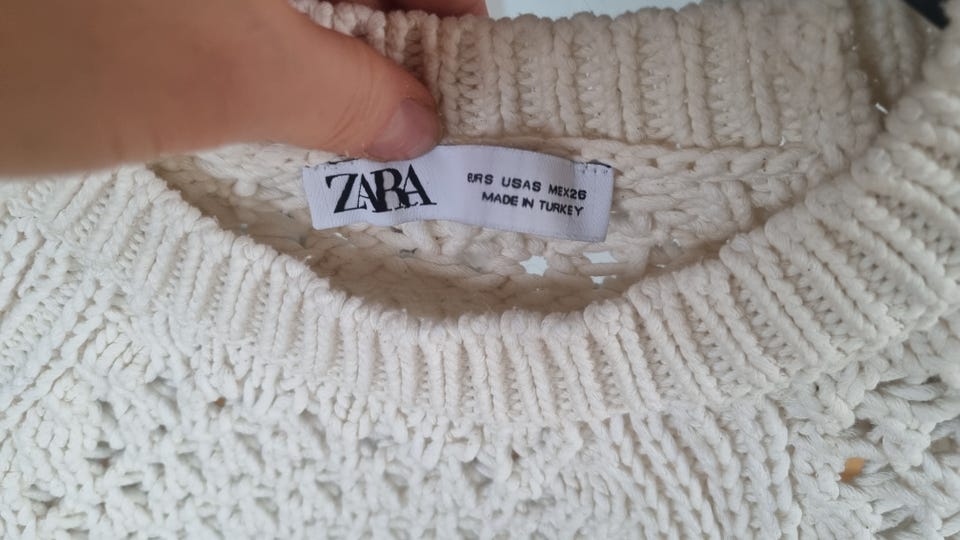 ZARA
EUR S USA S MEX 26
MADE IN TURKEY